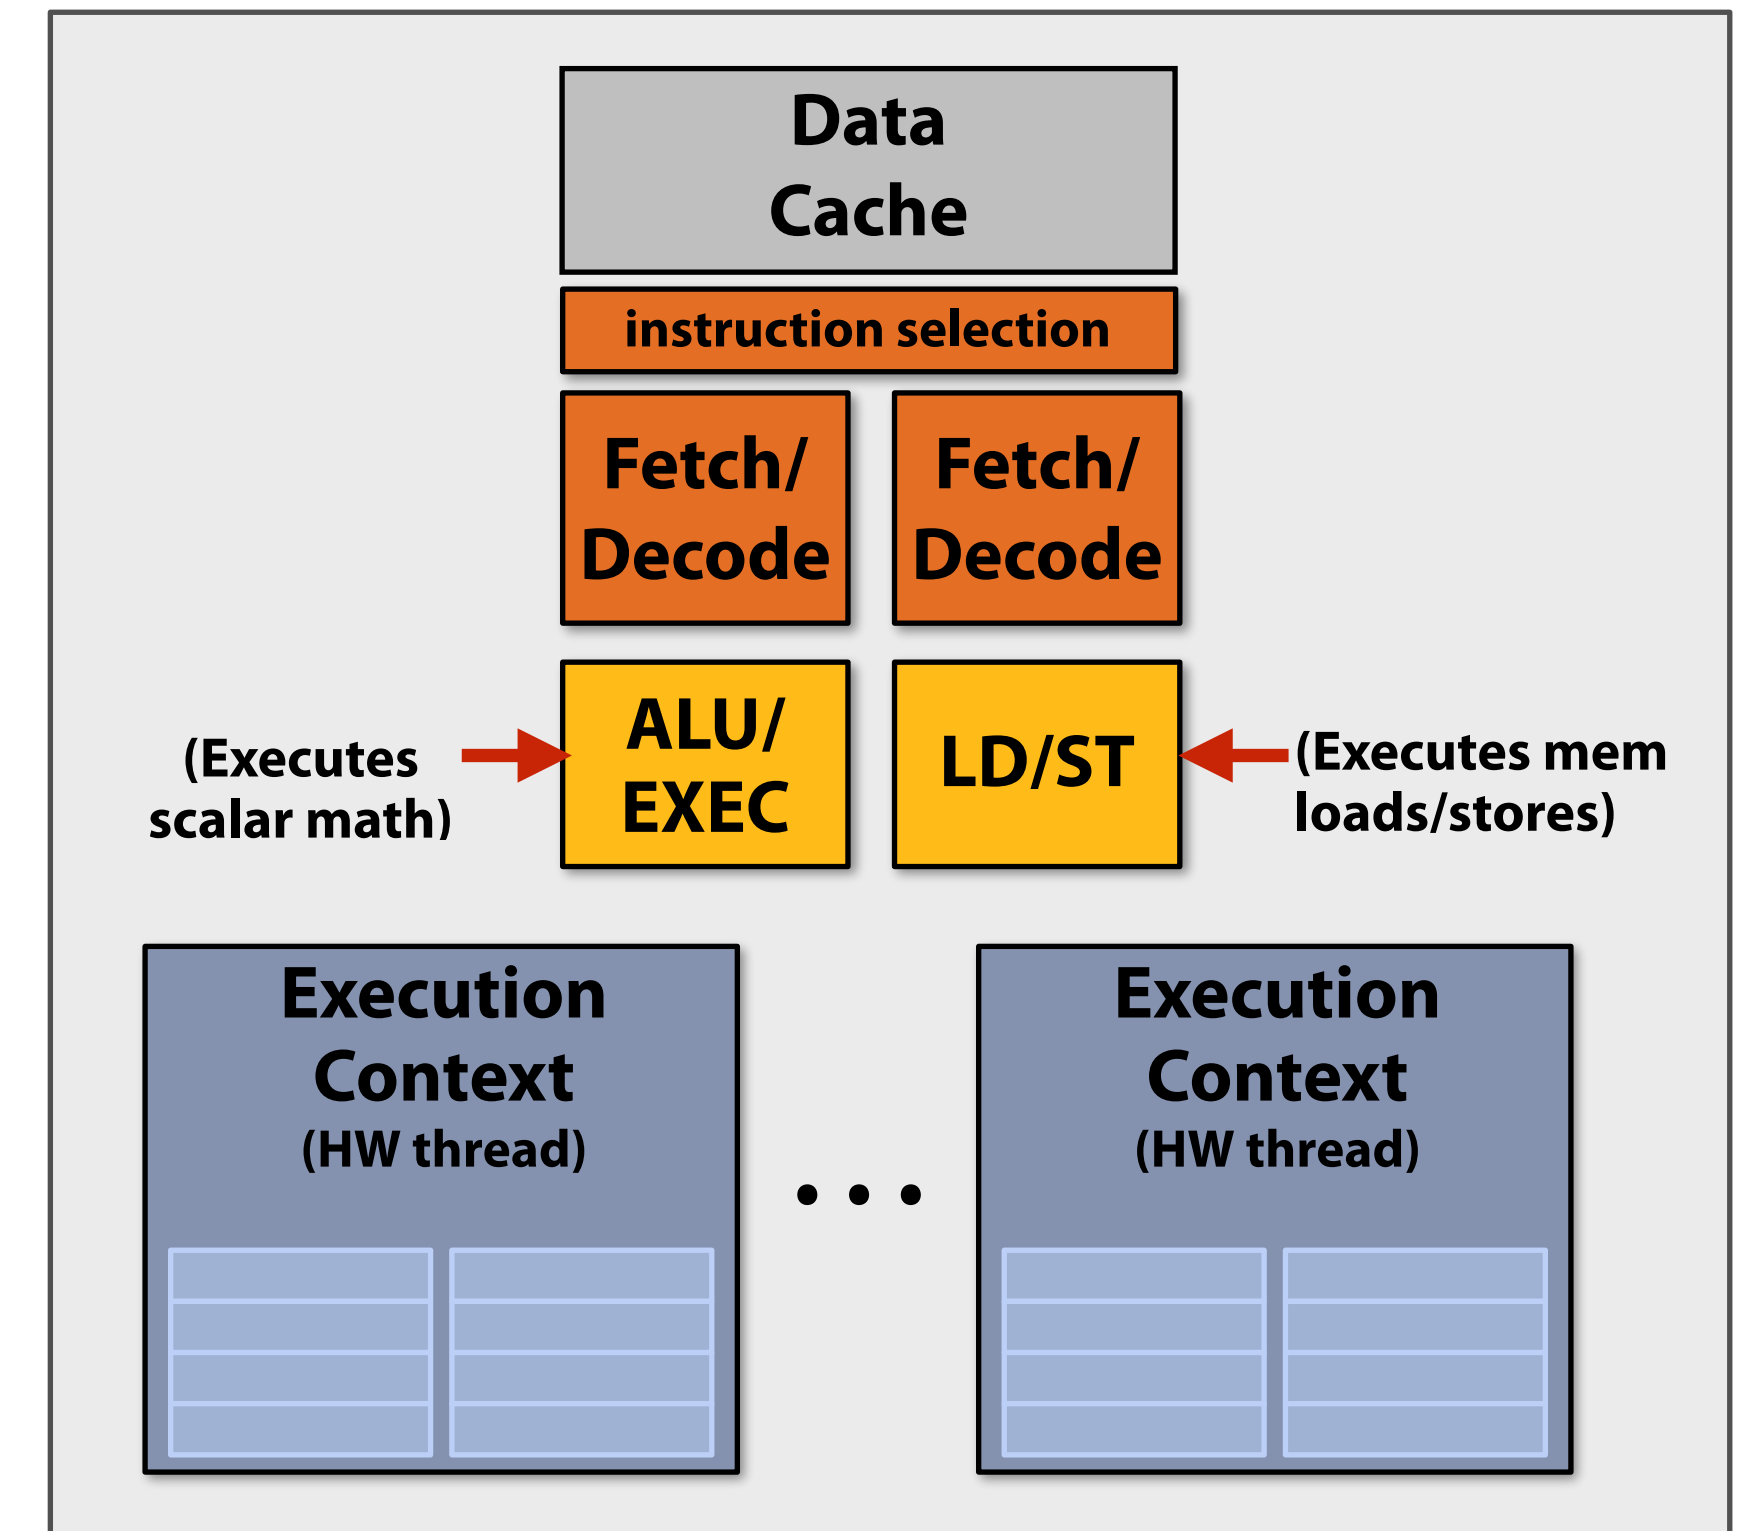 Data
Cache
instruction selection
Fetch/
Decode
Fetch/
Decode
ALU/
EXEC
LD/ST
(Executes
scalar math)
(Executes mem
loads/stores)
Execution
Context
(HW thread)
. . .
Execution
Context
(HW thread)